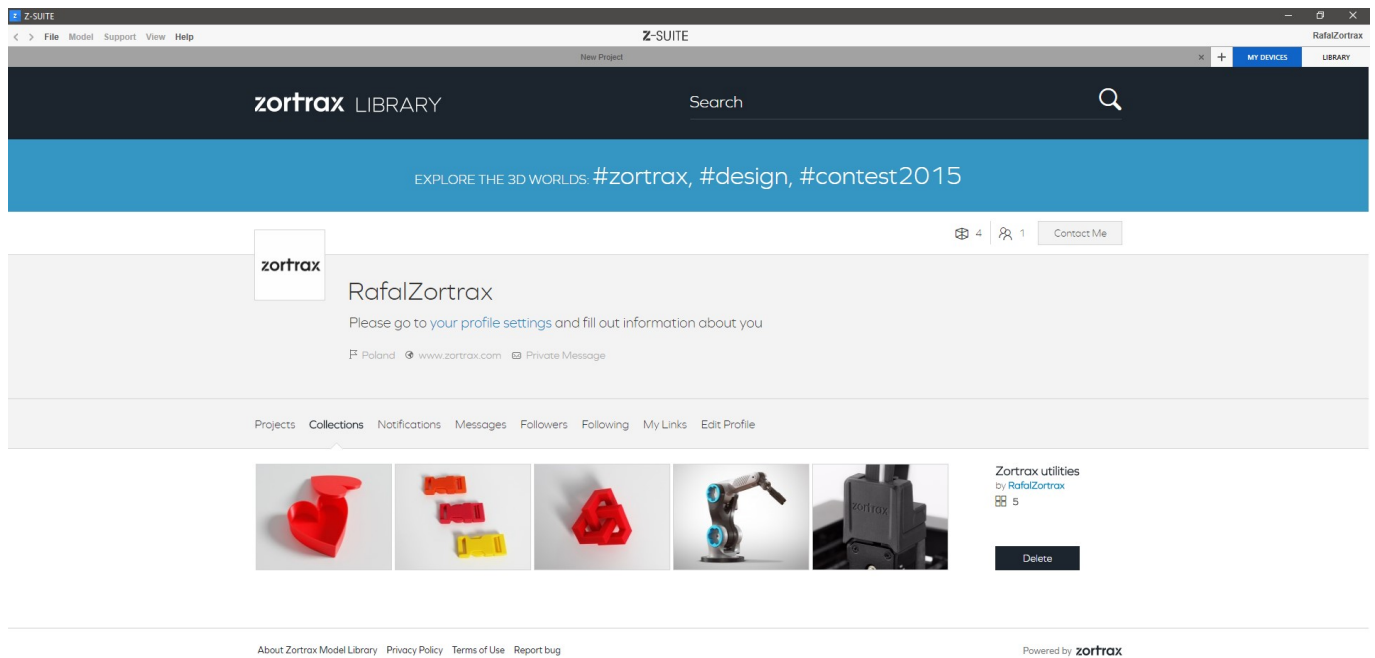 Z-SUITE
File Model Support View Help
Z-SUITE
RafalZortrax
New Project
MY DEVICES
LIBRARY
zortrax LIBRARY
Search
EXPLORE THE 3D WORLDS: #zortrax, #design, #contest2015
4
1
Contact Me
zortrax
RafalZortrax
Please go to your profile settings and fill out information about you
Poland www.zortrax.com Private Message
Projects Collections Notifications Messages Followers Following My Links Edit Profile
zortrax
Zortrax utilities
by RafalZortrax
5
Delete
About Zortrax Model Library Privacy Policy Terms of Use Report bug
Powered by zortrax